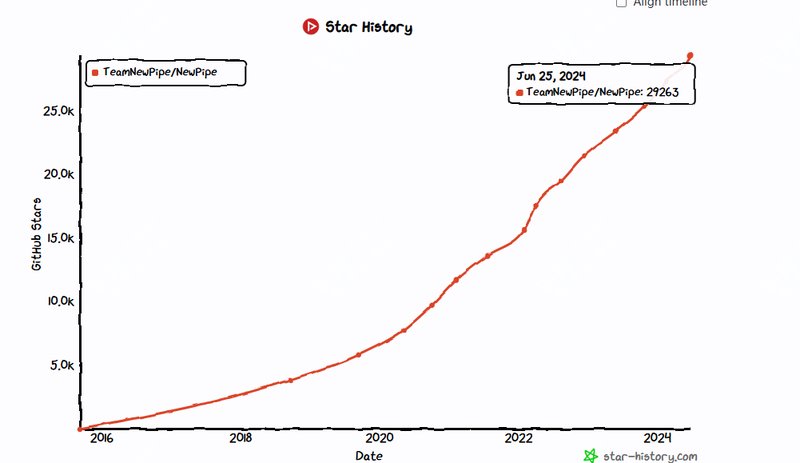 Align timeline
Star History
TeamNewPipe/NewPipe
Jun 25, 2024
TeamNewPipe/NewPipe: 29263
25.0k
20.0k
15.0k
10.0k
5.0k
GitHub Stars
2016 2018 2020 2022 2024
Date
star-history.com